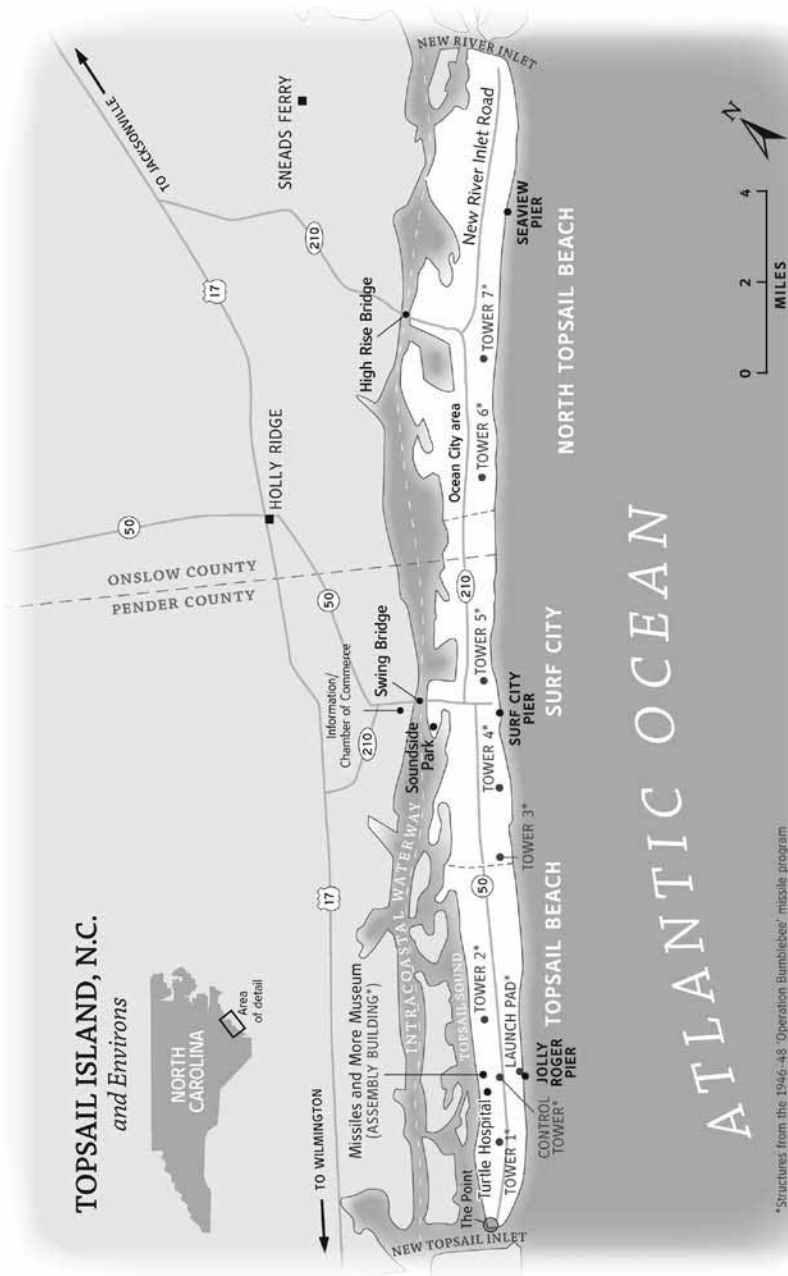 TOPSAIL ISLAND, N.C.
and Environs
NORTH
CAROLINA
Area
of detail
TO WILMINGTON
17
TO JACKSONVILLE
17
SNEADS FERRY
210
HOLLY RIDGE
50
ONSLOW COUNTY
PENDER COUNTY
50
Information/
Chamber of Commerce
210
Swing Bridge
High Rise Bridge
Soundside
Park
Missiles and More Museum
(ASSEMBLY BUILDING*)
INTRACOASTAL WATERWAY
TOPSAIL SOUND
The Point
Turtle Hospital
NEW TOPSAIL INLET
NEW RIVER INLET
New River Inlet Road
Ocean City area
210
50
TOWER 1*
TOWER 2*
TOWER 3*
TOWER 4*
TOWER 5*
TOWER 6*
TOWER 7*
CONTROL
TOWER*
LAUNCH PAD*
JOLLY
ROGER
PIER
SURF CITY
PIER
SEAVIEW
PIER
TOPSAIL BEACH
SURF CITY
NORTH TOPSAIL BEACH
ATLANTIC OCEAN
N
0 2 4
MILES
*Structures from the 1946–48 'Operation Bumblebee' missile program